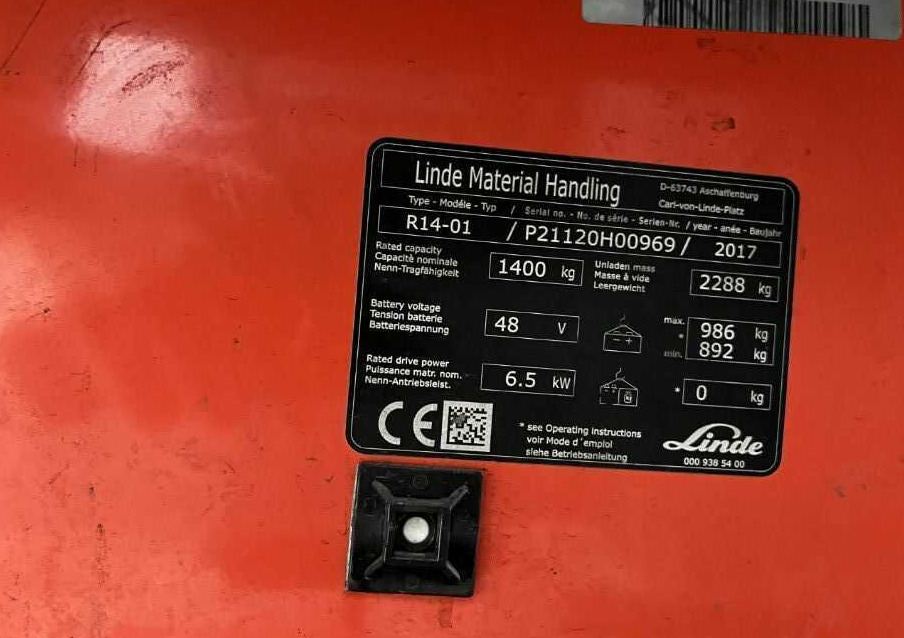 Linde Material Handling
D-63743 Aschaffenburg
Carl-von-Linde-Platz
Type - Modèle - Typ / Serial no. - No. de série - Serien-Nr. / year - anée - Baujahr
R14-01 / P21120H00969 / 2017
Rated capacity
Capacité nominale
Nenn-Tragfähigkeit
1400 kg
Unladen mass
Masse à vide
Leergewicht
2288 kg
Battery voltage
Tension batterie
Batteriespannung
48 V
max. 986 kg
*
min. 892 kg
Rated drive power
Puissance matr. nom.
Nenn-Antriebsleist.
6.5 kW
* 0 kg
CE
* see Operating instructions
voir Mode d´emploi
siehe Betriebsanleitung
Linde
000 938 54 00